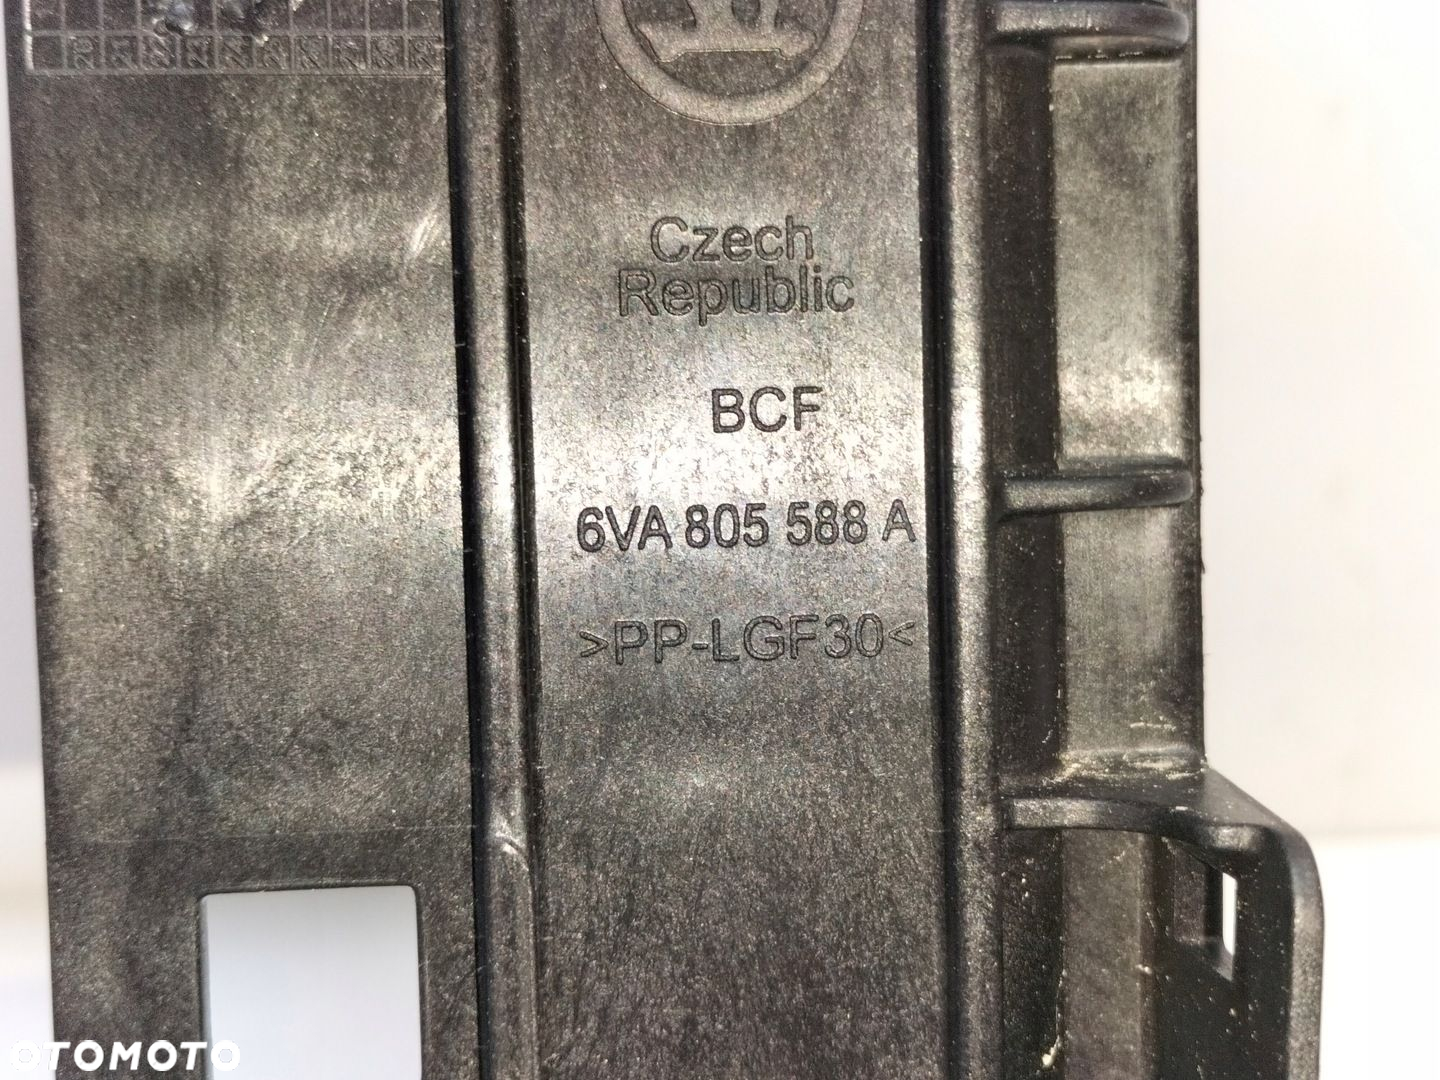 Czech
Republic
BCF
6VA 805 588 A
>PP-LGF30<
OTOMOTO